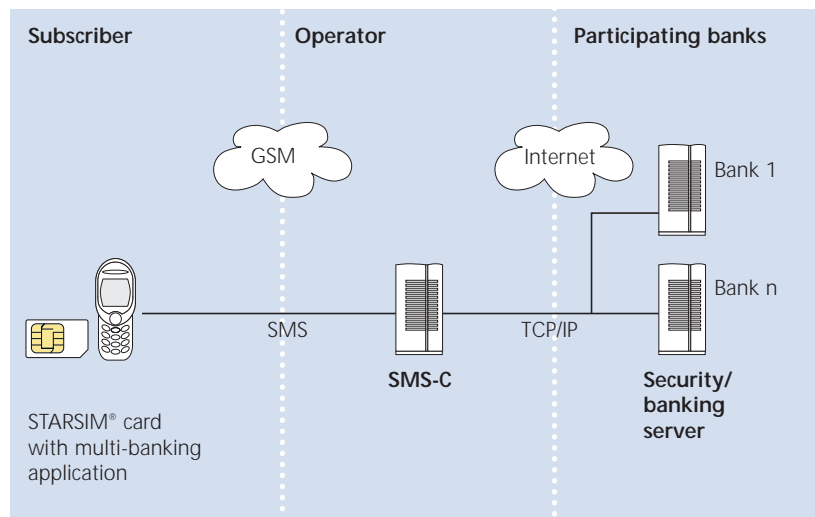 Subscriber
Operator
Participating banks
GSM
Internet
Bank 1
Bank n
SMS
TCP/IP
SMS-C
Security/
banking
server
STARSIM® card
with multi-banking
application